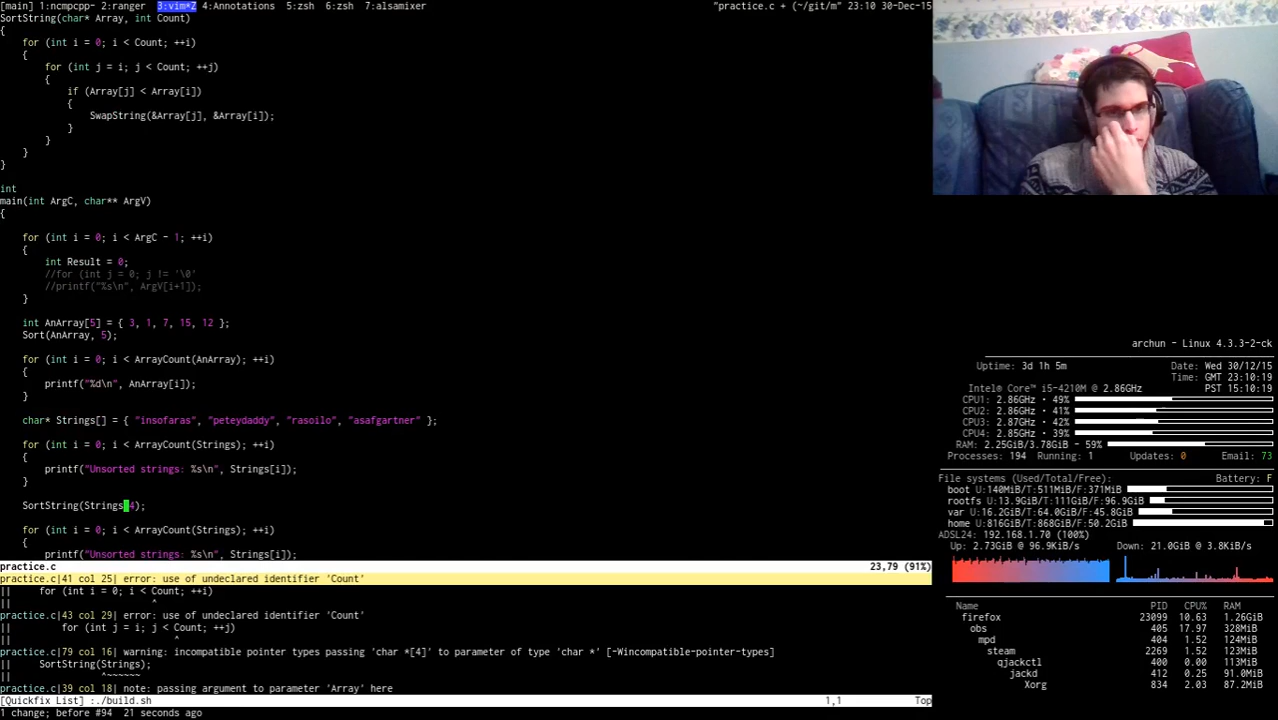 [main] 1:ncmpcpp- 2:ranger 3:vim*Z 4:Annotations 5:zsh 6:zsh 7:alsamixer "practice.c + (~/git/m" 23:10 30-Dec-15
SortString(char* Array, int Count)
{
for (int i = 0; i < Count; ++i)
{
for (int j = i; j < Count; ++j)
{
if (Array[j] < Array[i])
{
SwapString(&Array[j], &Array[i]);
}
}
}
}
int
main(int ArgC, char** ArgV)
{
for (int i = 0; i < ArgC - 1; ++i)
{
int Result = 0;
//for (int j = 0; j != '\0'
//printf("%s\n", ArgV[i+1]);
}
int AnArray[5] = { 3, 1, 7, 15, 12 };
Sort(AnArray, 5);
for (int i = 0; i < ArrayCount(AnArray); ++i)
{
printf("%d\n", AnArray[i]);
}
char* Strings[] = { "insofaras", "peteydaddy", "rasoilo", "asafgartner" };
for (int i = 0; i < ArrayCount(Strings); ++i)
{
printf("Unsorted strings: %s\n", Strings[i]);
}
SortString(Strings 4);
for (int i = 0; i < ArrayCount(Strings); ++i)
{
printf("Unsorted strings: %s\n", Strings[i]);
practice.c 23,79 (91%)
practice.c|41 col 25| error: use of undeclared identifier 'Count'
|| for (int i = 0; i < Count; ++i)
|| ^
practice.c|43 col 29| error: use of undeclared identifier 'Count'
|| for (int j = i; j < Count; ++j)
|| ^
practice.c|79 col 16| warning: incompatible pointer types passing 'char *[4]' to parameter of type 'char *' [-Wincompatible-pointer-types]
|| SortString(Strings);
|| ^~~~~~~
practice.c|39 col 18| note: passing argument to parameter 'Array' here
[Quickfix List] :./build.sh 1,1 Top
1 change; before #94 21 seconds ago
archun - Linux 4.3.3-2-ck
Uptime: 3d 1h 5m Date: Wed 30/12/15
Time: GMT 23:10:19
Intel® Core™ i5-4210M @ 2.86GHz PST 15:10:19
CPU1: 2.86GHz • 49%
CPU2: 2.86GHz • 41%
CPU3: 2.87GHz • 42%
CPU4: 2.85GHz • 39%
RAM: 2.25GiB/3.78GiB - 59%
Processes: 194 Running: 1 Updates: 0 Email: 73
File systems (Used/Total/Free): Battery: F
boot U:140MiB/T:511MiB/F:371MiB
rootfs U:13.9GiB/T:111GiB/F:96.9GiB
var U:16.2GiB/T:64.0GiB/F:45.8GiB
home U:816GiB/T:868GiB/F:50.2GiB
ADSL24: 192.168.1.70 (100%)
Up: 2.73GiB @ 96.9KiB/s Down: 21.0GiB @ 3.8KiB/s
Name PID CPU% RAM
firefox 23099 10.63 1.26GiB
obs 405 17.97 328MiB
mpd 404 1.52 124MiB
steam 2269 1.52 123MiB
qjackctl 400 0.00 113MiB
jackd 412 0.25 91.0MiB
Xorg 834 2.03 87.2MiB